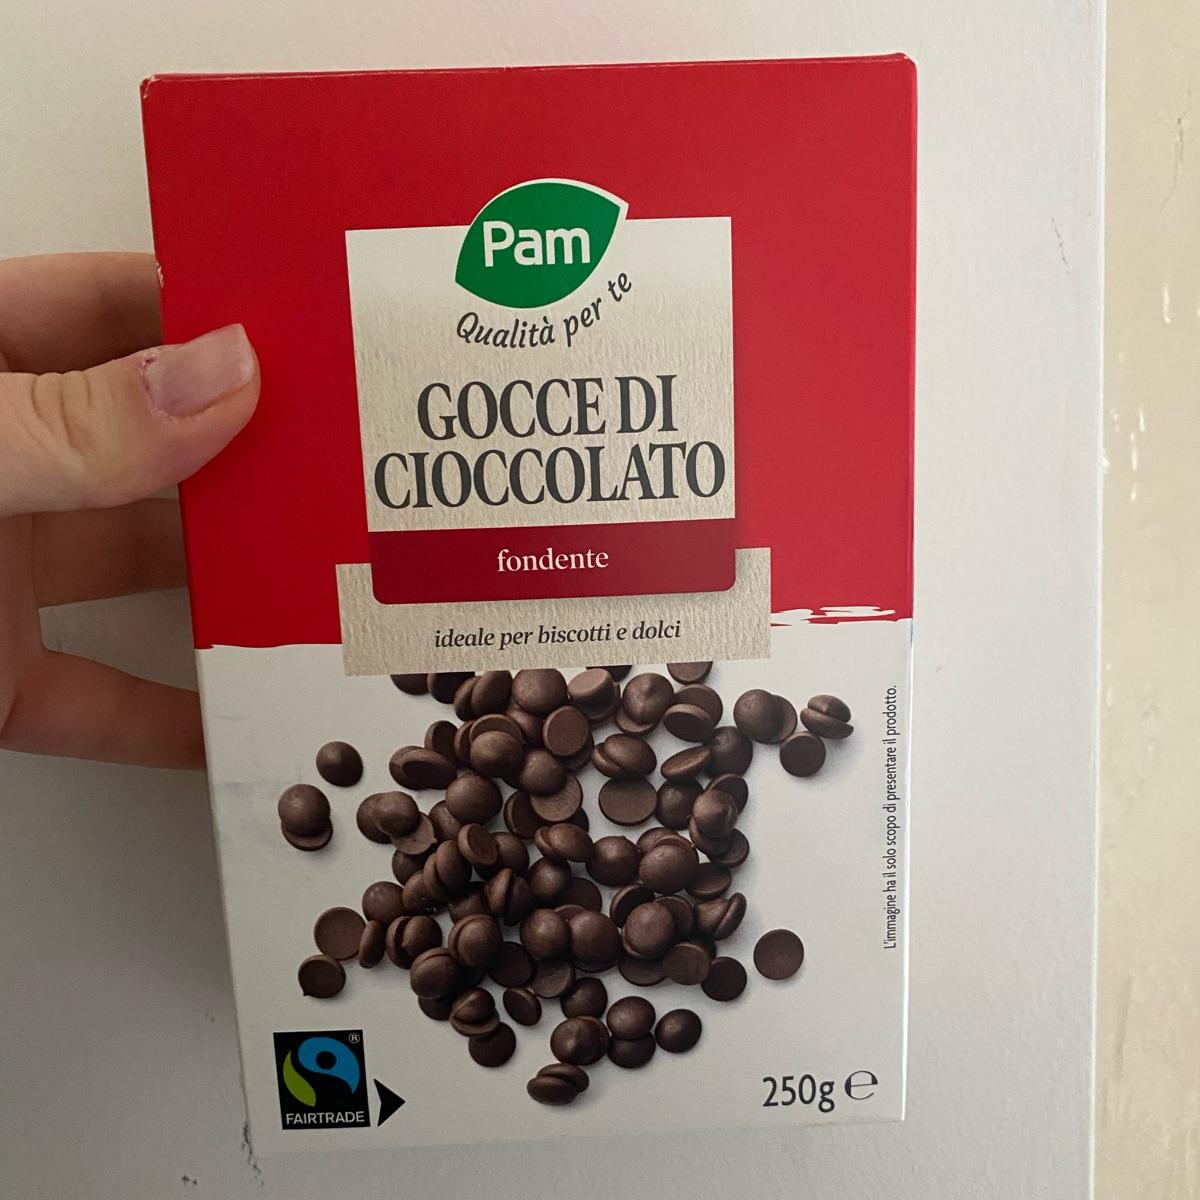 Pam
Qualità per te
GOCCE DI
CIOCCOLATO
fondente
ideale per biscotti e dolci
L'immagine ha il solo scopo di presentare il prodotto.
®
FAIRTRADE
250g ℮